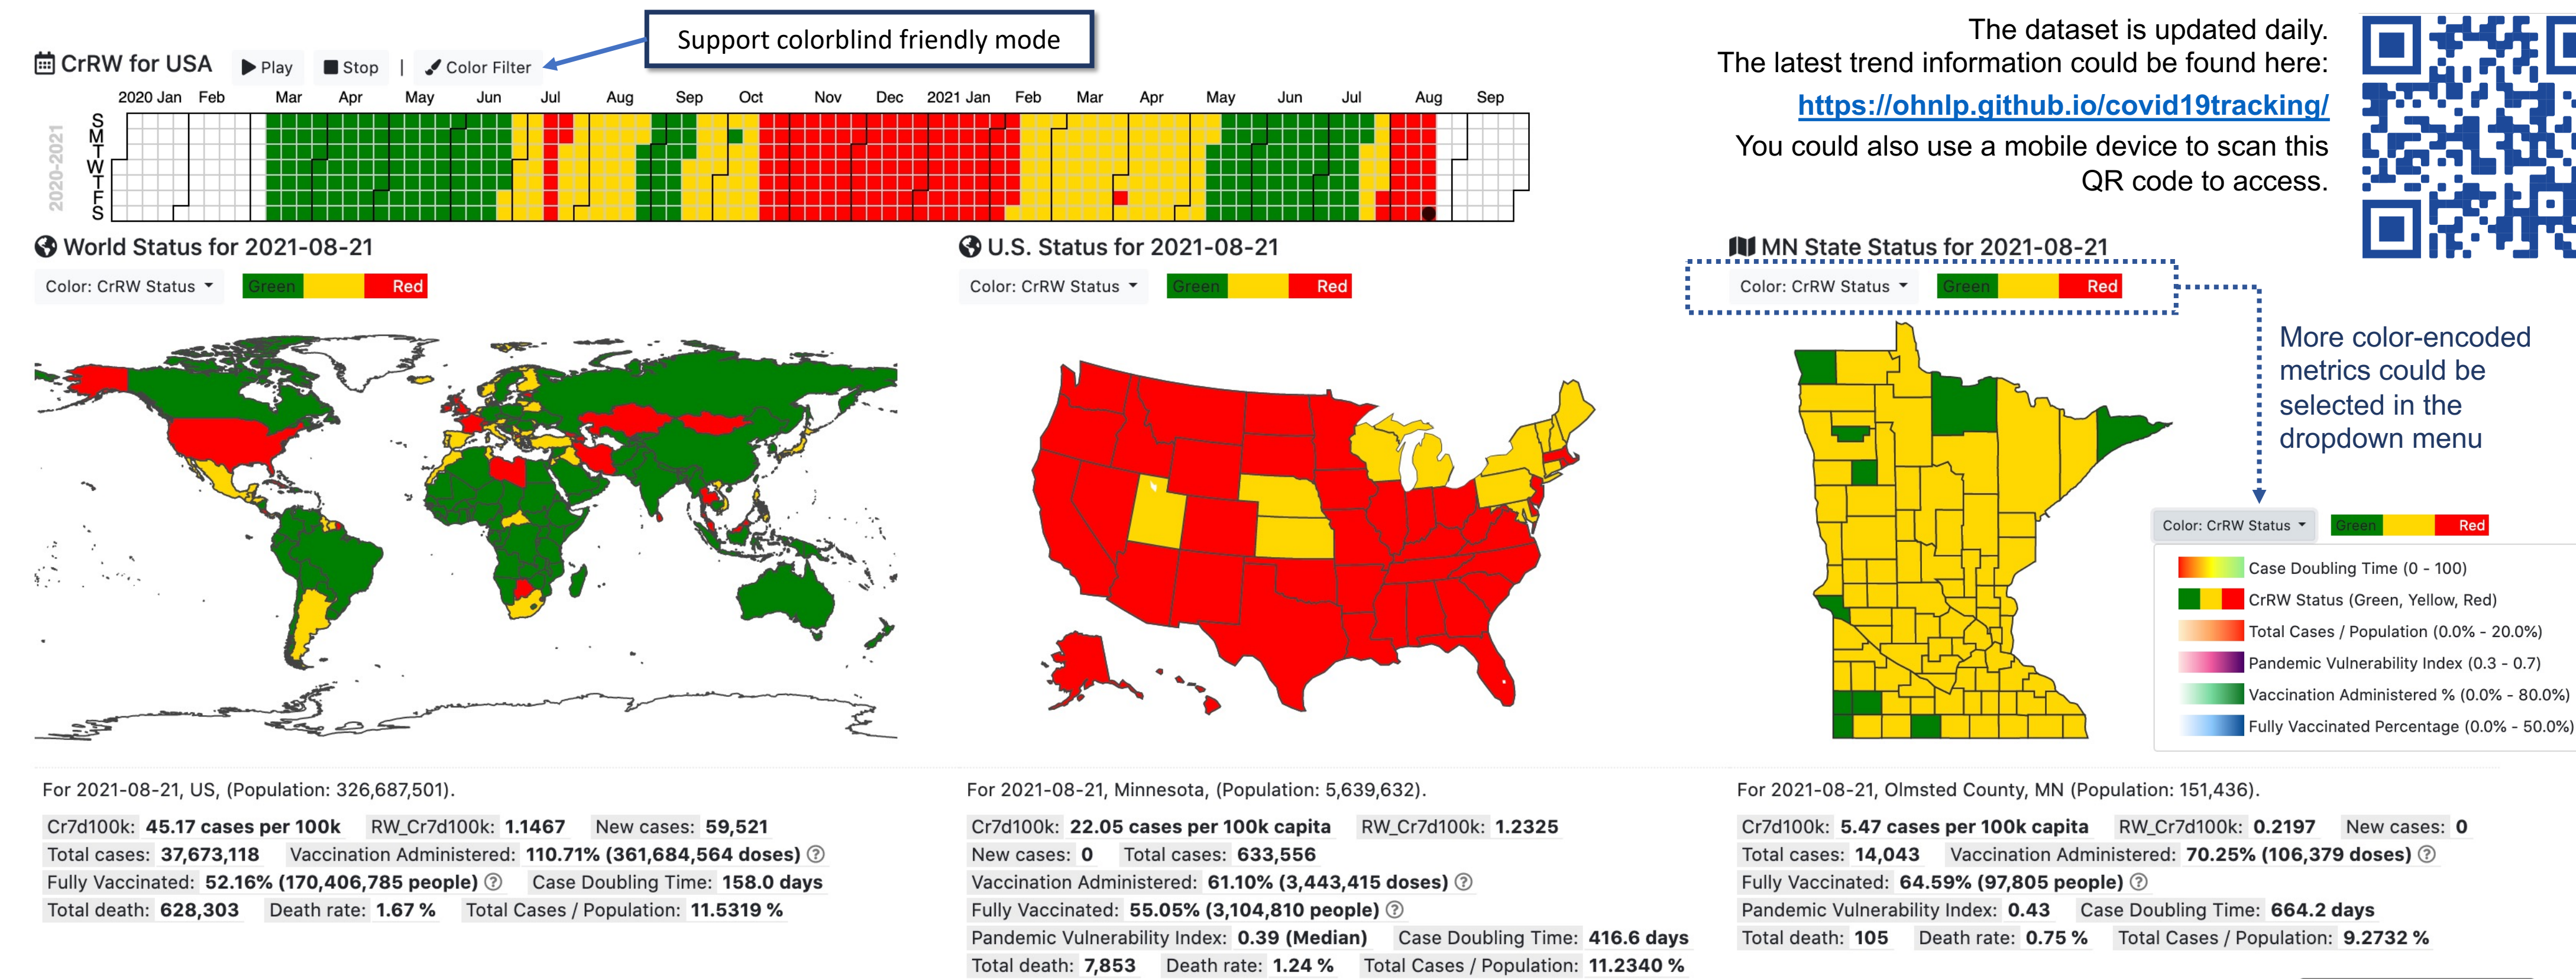 Support colorblind friendly mode
CrRW for USA Play Stop | Color Filter
2020 Jan Feb Mar Apr May Jun Jul Aug Sep Oct Nov Dec 2021 Jan Feb Mar Apr May Jun Jul Aug Sep
2020-2021
S
M
T
W
T
F
S
The dataset is updated daily.
The latest trend information could be found here:
https://ohnlp.github.io/covid19tracking/
You could also use a mobile device to scan this
QR code to access.
World Status for 2021-08-21
Color: CrRW Status Green Red
U.S. Status for 2021-08-21
Color: CrRW Status Green Red
MN State Status for 2021-08-21
Color: CrRW Status Green Red
More color-encoded
metrics could be
selected in the
dropdown menu
Color: CrRW Status Green Red
Case Doubling Time (0 - 100)
CrRW Status (Green, Yellow, Red)
Total Cases / Population (0.0% - 20.0%)
Pandemic Vulnerability Index (0.3 - 0.7)
Vaccination Administered % (0.0% - 80.0%)
Fully Vaccinated Percentage (0.0% - 50.0%)
For 2021-08-21, US, (Population: 326,687,501).
Cr7d100k: 45.17 cases per 100k RW_Cr7d100k: 1.1467 New cases: 59,521
Total cases: 37,673,118 Vaccination Administered: 110.71% (361,684,564 doses)
Fully Vaccinated: 52.16% (170,406,785 people) Case Doubling Time: 158.0 days
Total death: 628,303 Death rate: 1.67 % Total Cases / Population: 11.5319 %
For 2021-08-21, Minnesota, (Population: 5,639,632).
Cr7d100k: 22.05 cases per 100k capita RW_Cr7d100k: 1.2325
New cases: 0 Total cases: 633,556
Vaccination Administered: 61.10% (3,443,415 doses)
Fully Vaccinated: 55.05% (3,104,810 people)
Pandemic Vulnerability Index: 0.39 (Median) Case Doubling Time: 416.6 days
Total death: 7,853 Death rate: 1.24 % Total Cases / Population: 11.2340 %
For 2021-08-21, Olmsted County, MN (Population: 151,436).
Cr7d100k: 5.47 cases per 100k capita RW_Cr7d100k: 0.2197 New cases: 0
Total cases: 14,043 Vaccination Administered: 70.25% (106,379 doses)
Fully Vaccinated: 64.59% (97,805 people)
Pandemic Vulnerability Index: 0.43 Case Doubling Time: 664.2 days
Total death: 105 Death rate: 0.75 % Total Cases / Population: 9.2732 %